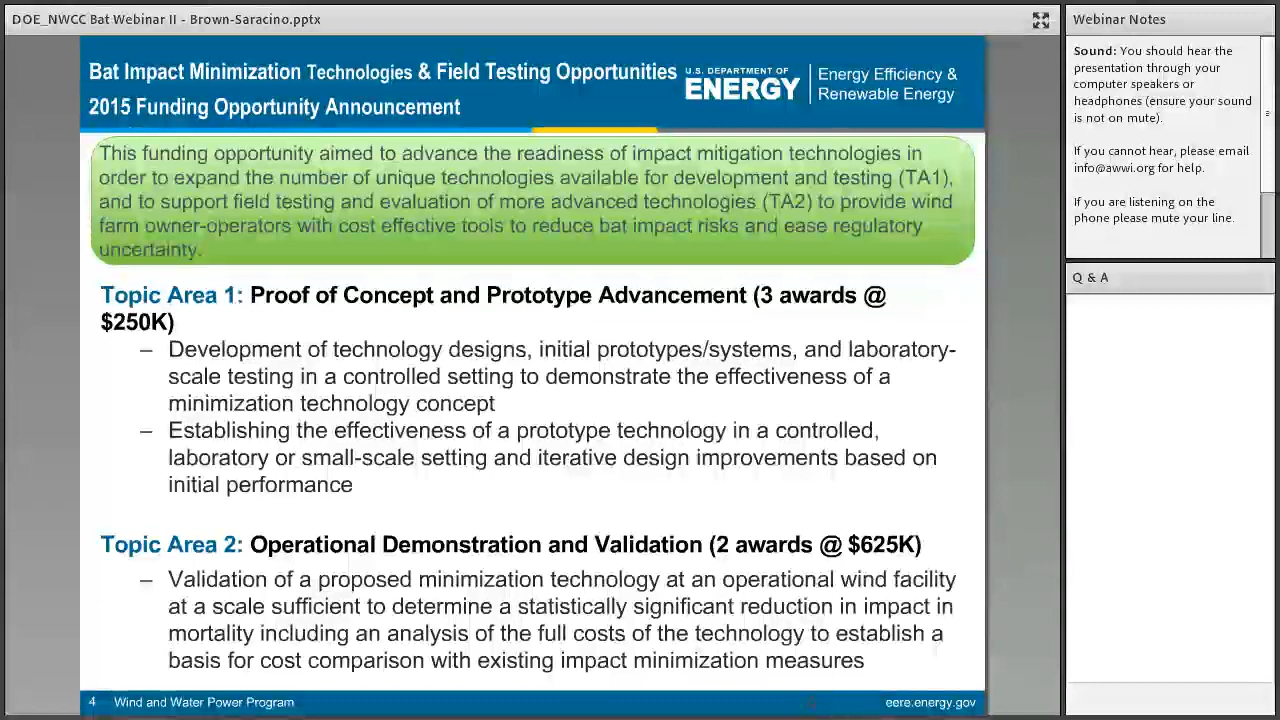 DOE_NWCC Bat Webinar II - Brown-Saracino.pptx
Bat Impact Minimization Technologies & Field Testing Opportunities
2015 Funding Opportunity Announcement
U.S. DEPARTMENT OF
ENERGY
Energy Efficiency &
Renewable Energy
This funding opportunity aimed to advance the readiness of impact mitigation technologies in
order to expand the number of unique technologies available for development and testing (TA1),
and to support field testing and evaluation of more advanced technologies (TA2) to provide wind
farm owner-operators with cost effective tools to reduce bat impact risks and ease regulatory
uncertainty.
Topic Area 1: Proof of Concept and Prototype Advancement (3 awards @
$250K)
– Development of technology designs, initial prototypes/systems, and laboratory-
scale testing in a controlled setting to demonstrate the effectiveness of a
minimization technology concept
– Establishing the effectiveness of a prototype technology in a controlled,
laboratory or small-scale setting and iterative design improvements based on
initial performance
Topic Area 2: Operational Demonstration and Validation (2 awards @ $625K)
– Validation of a proposed minimization technology at an operational wind facility
at a scale sufficient to determine a statistically significant reduction in impact in
mortality including an analysis of the full costs of the technology to establish a
basis for cost comparison with existing impact minimization measures
4 Wind and Water Power Program
eere.energy.gov
Webinar Notes
Sound: You should hear the
presentation through your
computer speakers or
headphones (ensure your sound
is not on mute).
If you cannot hear, please email
info@awwi.org for help.
If you are listening on the
phone please mute your line.
Q & A